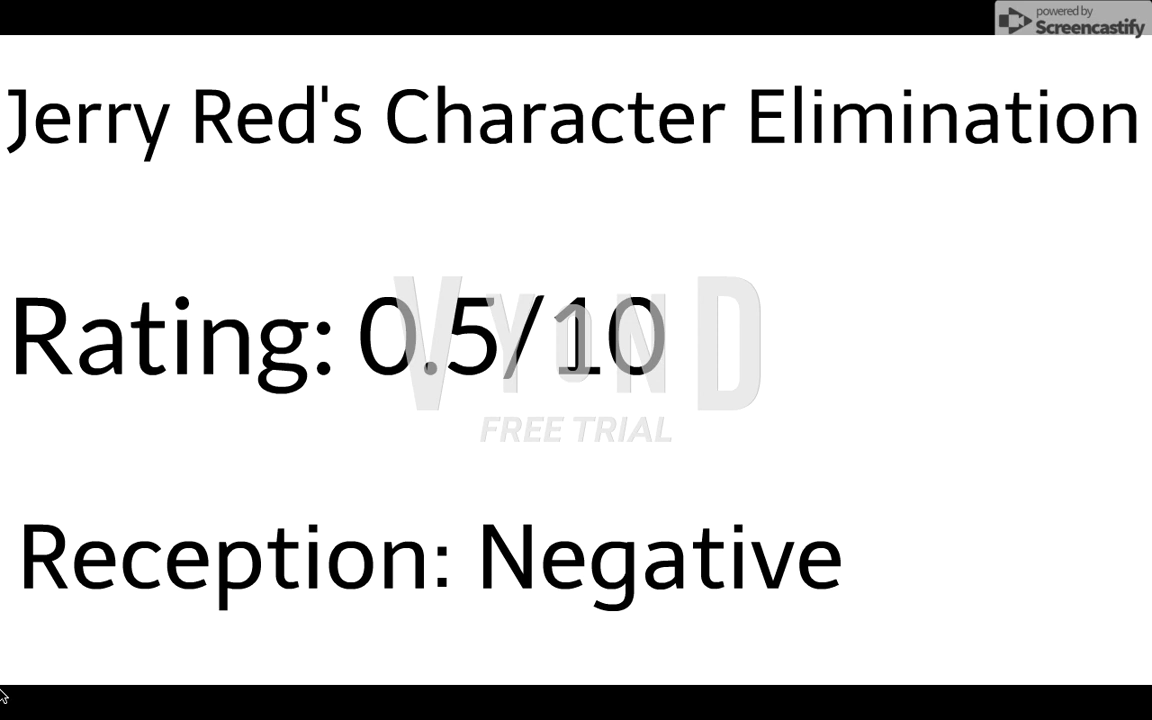 powered by
Screencastify
Jerry Red's Character Elimination
Rating: 0.5/10
VYOND
FREE TRIAL
Reception: Negative